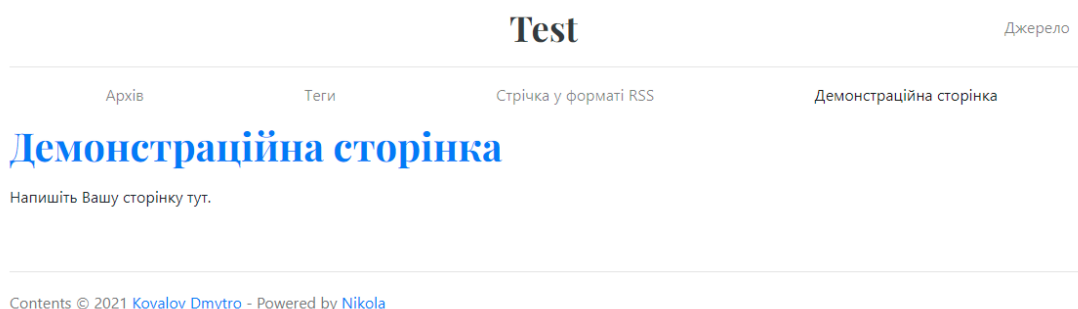 Test
Джерело
Архів Теги Стрічка у форматі RSS Демонстраційна сторінка
Демонстраційна сторінка
Напишіть Вашу сторінку тут.
Contents © 2021 Kovalov Dmytro - Powered by Nikola